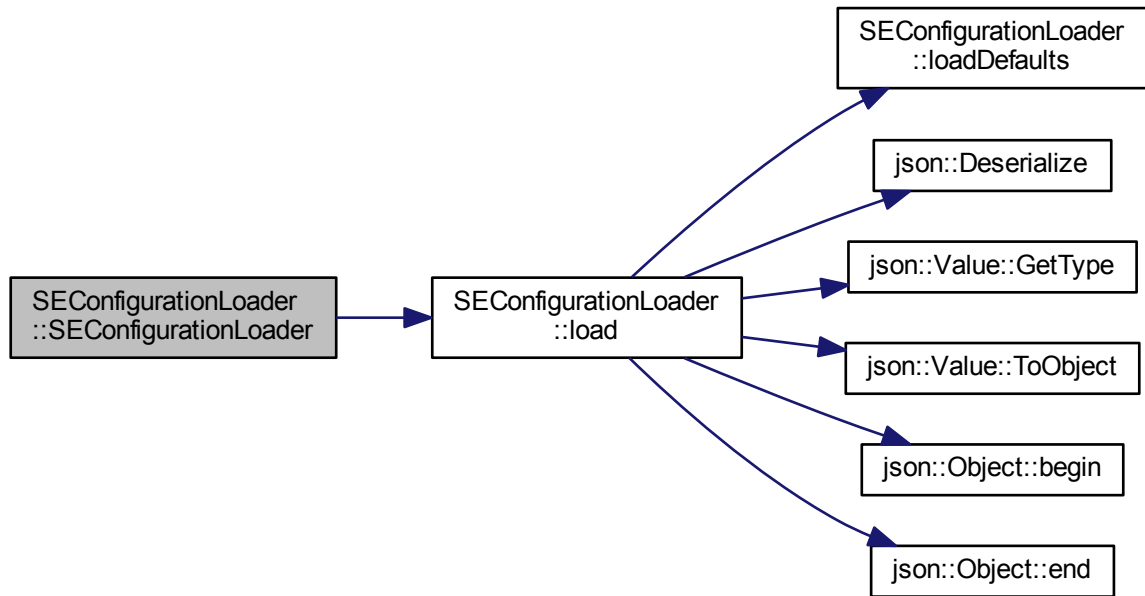 SEConfigurationLoader
::SEConfigurationLoader
SEConfigurationLoader
::load
SEConfigurationLoader
::loadDefaults
json::Deserialize
json::Value::GetType
json::Value::ToObject
json::Object::begin
json::Object::end